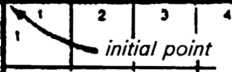 1 2 3 4
1
initial point